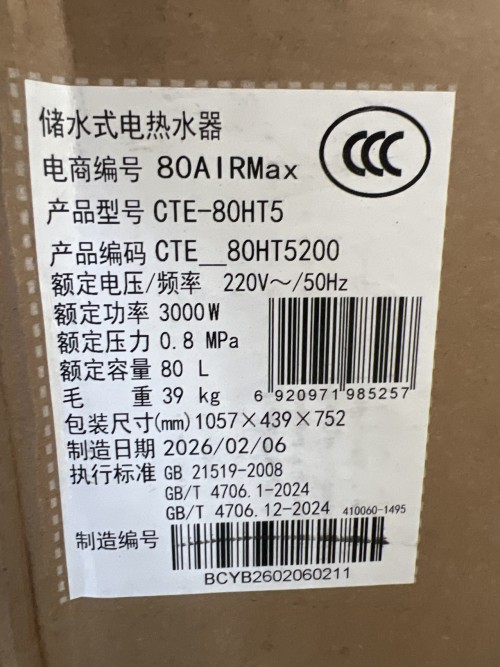 储水式电热水器
CCC
电商编号 80AIRMax
产品型号 CTE-80HT5
产品编码 CTE__80HT5200
额定电压/频率 220V～/50Hz
额定功率 3000W
额定压力 0.8 MPa
额定容量 80 L
毛 重 39 kg
6 920971 985257
包装尺寸(mm) 1057×439×752
制造日期 2026/02/06
执行标准 GB 21519-2008
GB/T 4706.1-2024
GB/T 4706.12-2024 410060-1495
制造编号
BCYB2602060211